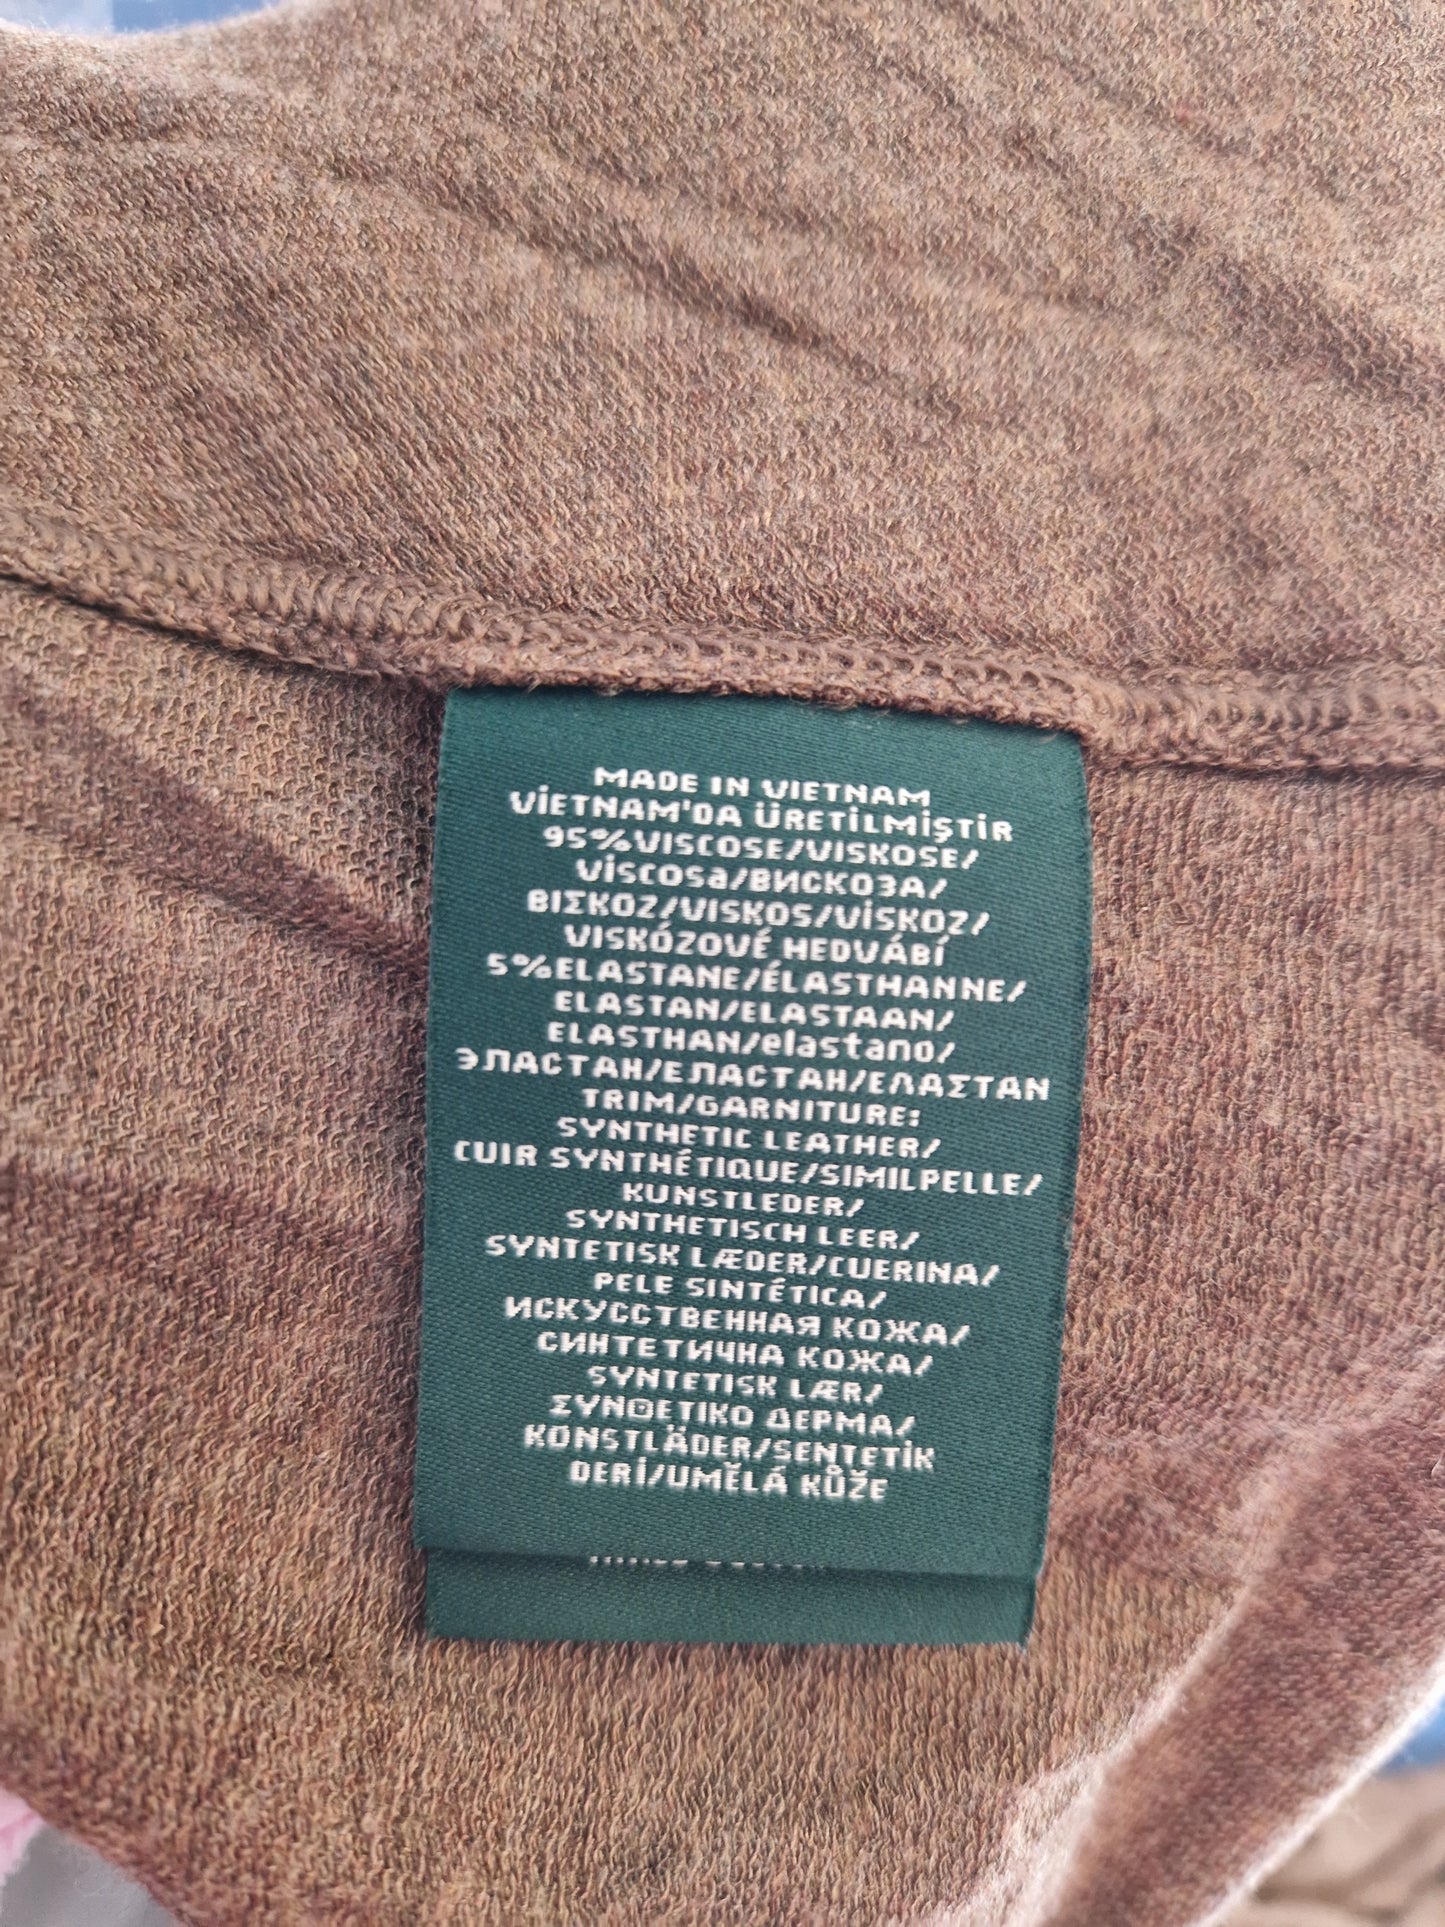 MADE IN VIETNAM
VİETNAM'DA ÜRETİLMİŞTİR
95%VISCOSE/VISKOSE/
Viscosa/ВИСКОЗА/
ΒΙΣΚΟΖ/VISKOS/VİSKOZ/
VISKÓZOVÉ HEDVÁBÍ
5%ELASTANE/ÉLASTHANNE/
ELASTAN/ELASTAAN/
ELASTHAN/elastano/
ЭЛАСТАН/ЕЛАСТАН/ΕΛΑΣΤΑΝ
TRIM/GARNITURE:
SYNTHETIC LEATHER/
CUIR SYNTHÉTIQUE/SIMILPELLE/
KUNSTLEDER/
SYNTHETISCH LEER/
SYNTETISK LÆDER/CUERINA/
PELE SINTÉTICA/
ИСКУССТВЕННАЯ КОЖА/
СИНТЕТИЧНА КОЖА/
SYNTETISK LÆR/
ΣΥΝΘΕΤΙΚΟ ΔΕΡΜΑ/
KONSTLÄDER/SENTETİK
DERİ/UMĚLÁ KŮŽE